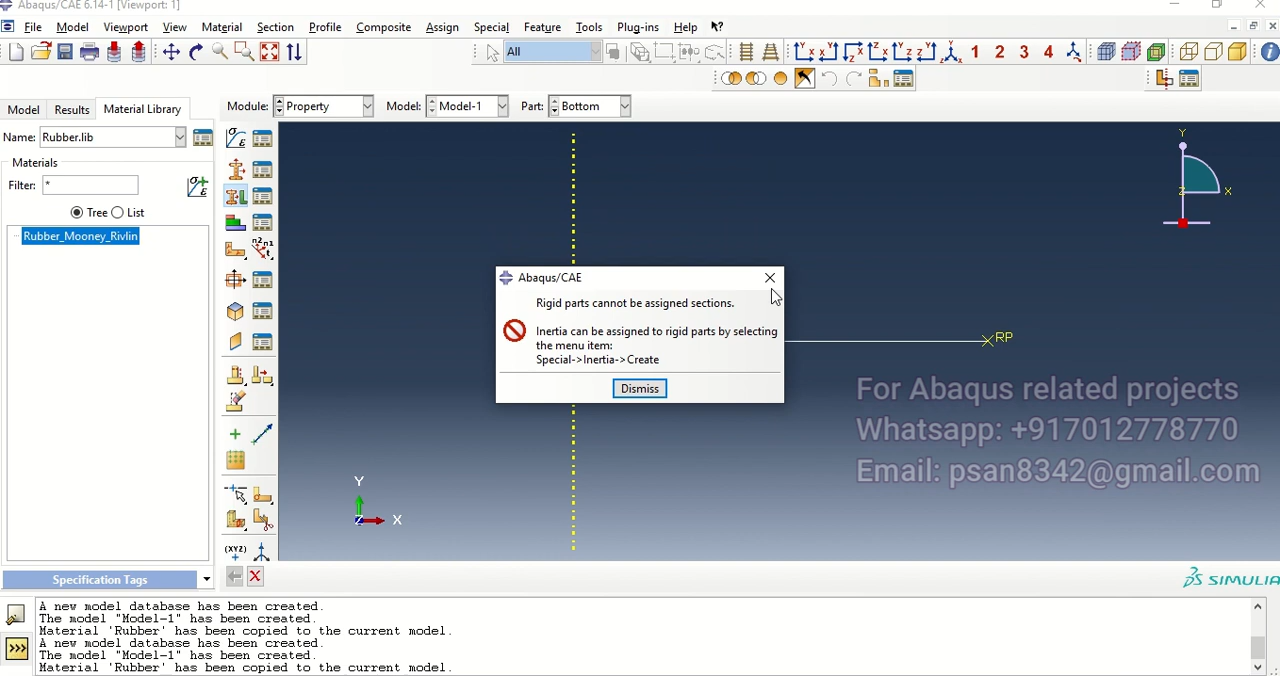 Abaqus/CAE 6.14-1 [Viewport: 1]
File Model Viewport View Material Section Profile Composite Assign Special Feature Tools Plug-ins Help
All
1 2 3 4
Model Results Material Library
Module: Property Model: Model-1 Part: Bottom
Name: Rubber.lib
Materials
Filter: *
Tree List
Rubber_Mooney_Rivlin
Y
Z X
Abaqus/CAE
Rigid parts cannot be assigned sections.
Inertia can be assigned to rigid parts by selecting
the menu item:
Special->Inertia->Create
Dismiss
RP
For Abaqus related projects
Whatsapp: +917012778770
Email: psan8342@gmail.com
Y
Z X
(XYZ)
Specification Tags
SIMULIA
A new model database has been created.
The model "Model-1" has been created.
Material 'Rubber' has been copied to the current model.
A new model database has been created.
The model "Model-1" has been created.
Material 'Rubber' has been copied to the current model.